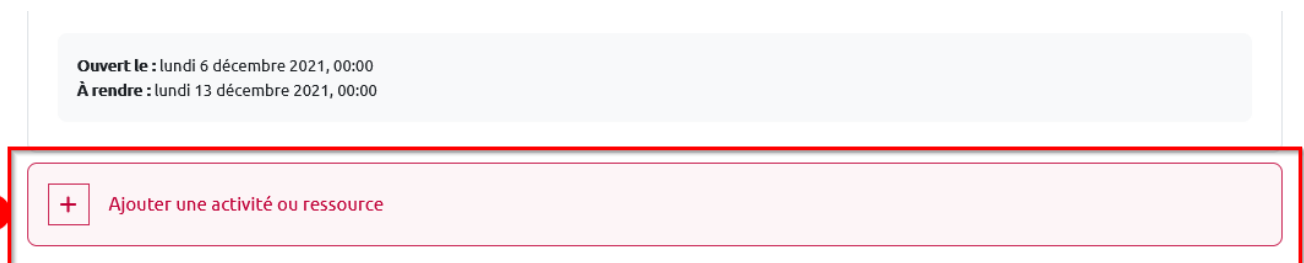 Ouvert le : lundi 6 décembre 2021, 00:00
À rendre : lundi 13 décembre 2021, 00:00
+ Ajouter une activité ou ressource